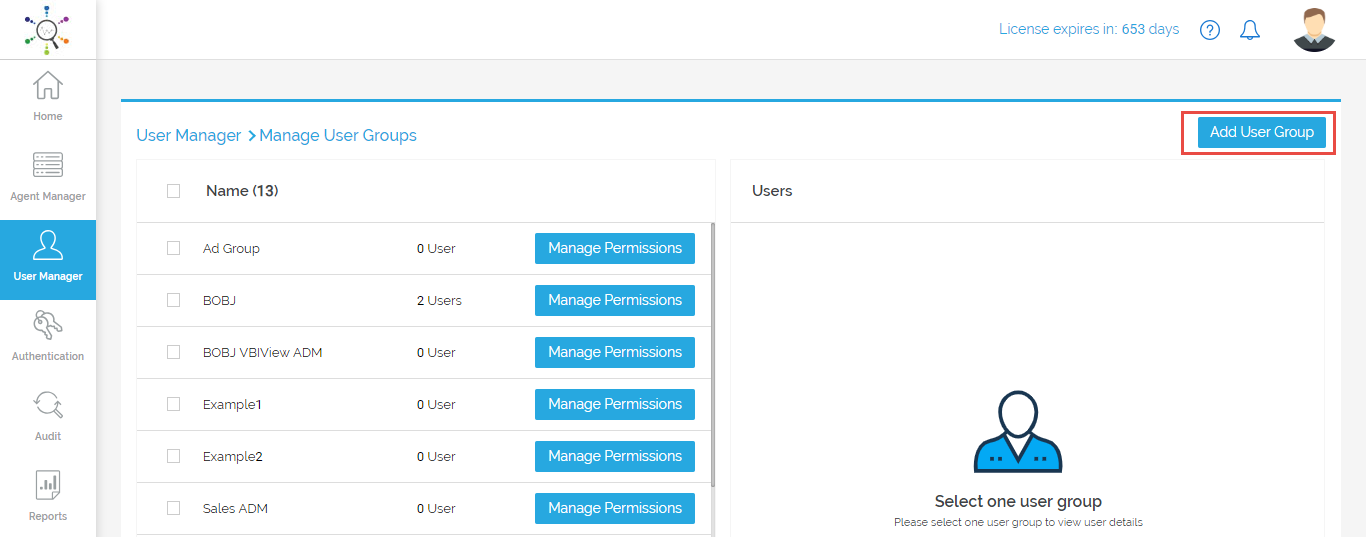 License expires in: 653 days
Home
Agent Manager
User Manager
Authentication
Audit
Reports
User Manager > Manage User Groups
Add User Group
Name (13)
Ad Group 0 User Manage Permissions
BOBJ 2 Users Manage Permissions
BOBJ VBIView ADM 0 User Manage Permissions
Example1 0 User Manage Permissions
Example2 0 User Manage Permissions
Sales ADM 0 User Manage Permissions
Users
Select one user group
Please select one user group to view user details